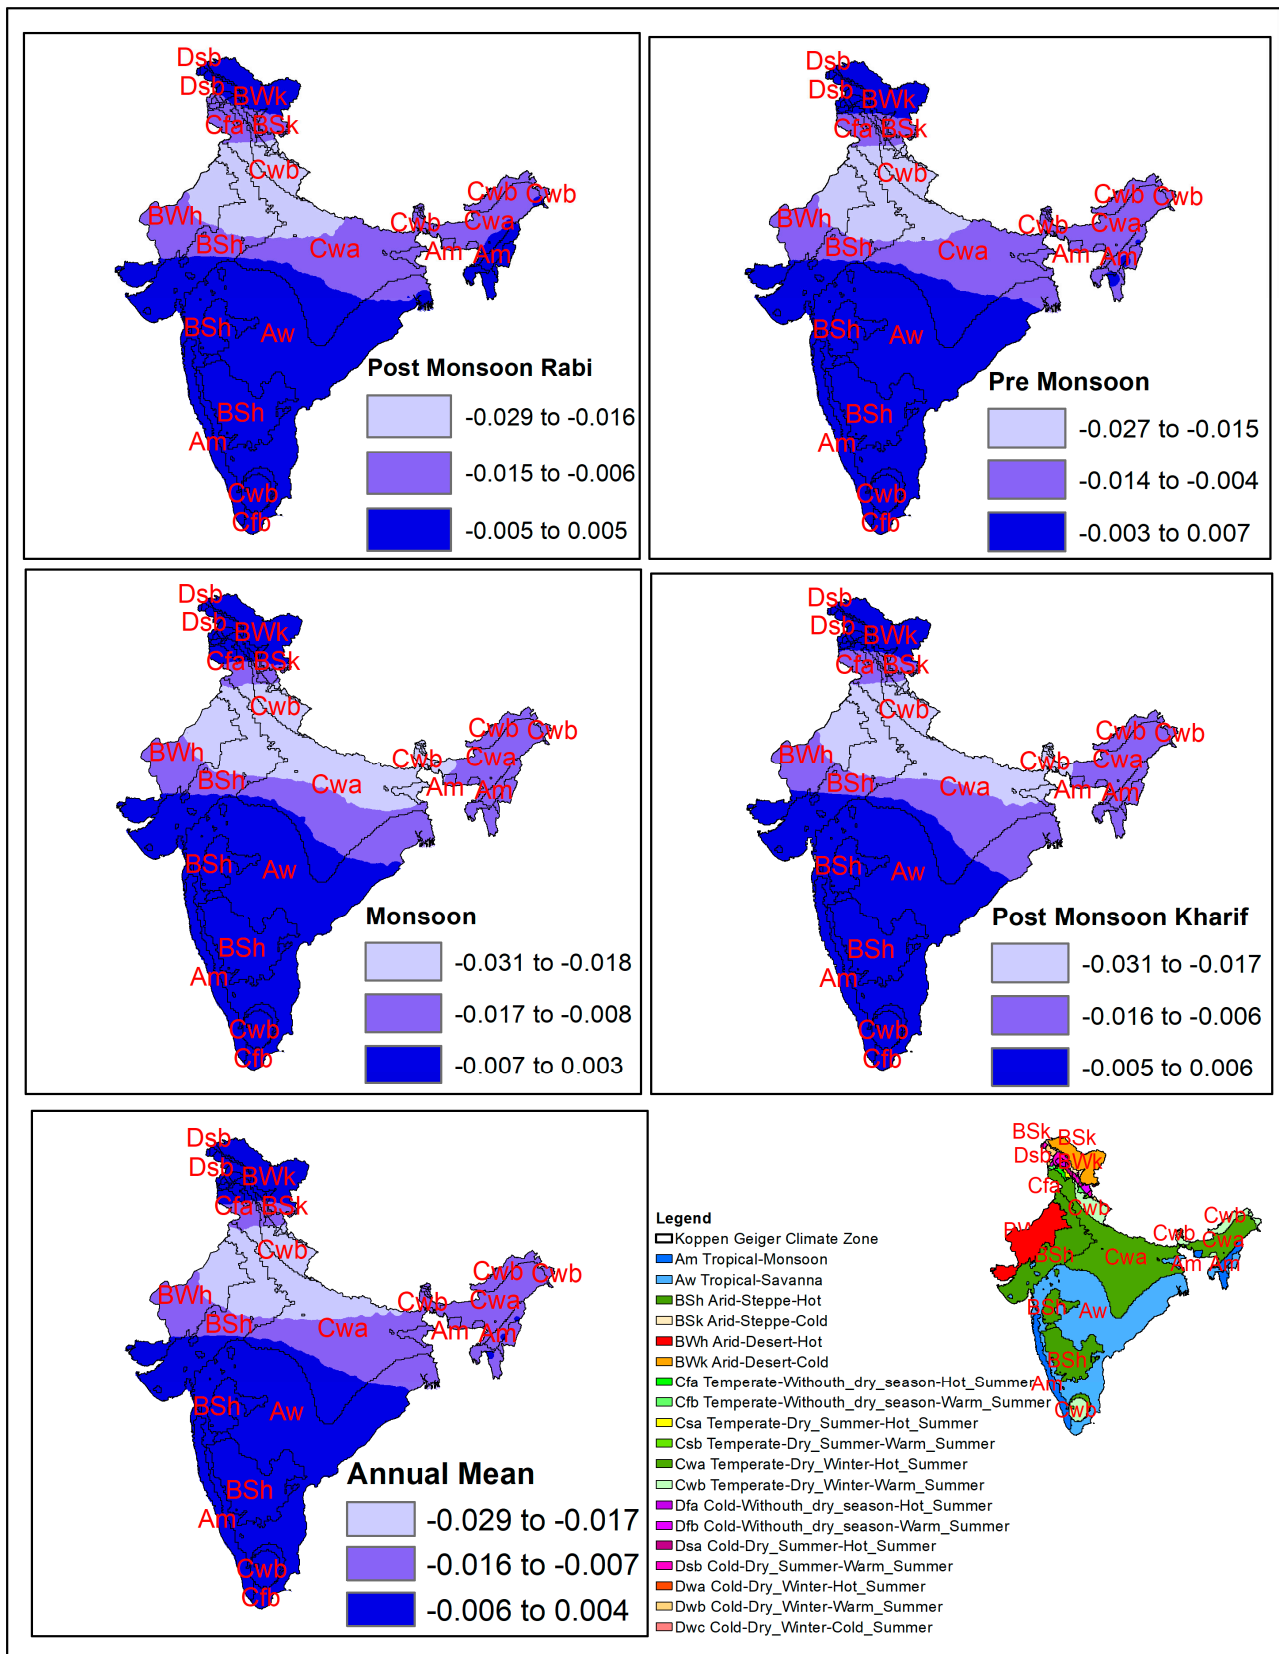 Dsb
Dsb
BWk
Cfa BSk
Cwb
BWh
BSh
Cwa
Cwb
Cwb
Cwb
Cwa
Am
Am
BSh
Aw
BSh
Am
Cwb
Cfb
Post Monsoon Rabi
-0.029 to -0.016
-0.015 to -0.006
-0.005 to 0.005
Dsb
Dsb
BWk
Cfa BSk
Cwb
BWh
BSh
Cwa
Cwb
Cwb
Cwb
Cwa
Am
Am
BSh
Aw
BSh
Am
Cwb
Cfb
Pre Monsoon
-0.027 to -0.015
-0.014 to -0.004
-0.003 to 0.007
Dsb
Dsb
BWk
Cfa BSk
Cwb
BWh
BSh
Cwa
Cwb
Cwb
Cwb
Cwa
Am
Am
BSh
Aw
BSh
Am
Cwb
Cfb
Monsoon
-0.031 to -0.018
-0.017 to -0.008
-0.007 to 0.003
Dsb
Dsb
BWk
Cfa BSk
Cwb
BWh
BSh
Cwa
Cwb
Cwb
Cwb
Cwa
Am
Am
BSh
Aw
BSh
Am
Cwb
Cfb
Post Monsoon Kharif
-0.031 to -0.017
-0.016 to -0.006
-0.005 to 0.006
Dsb
Dsb
BWk
Cfa BSk
Cwb
BWh
BSh
Cwa
Cwb
Cwb
Cwb
Cwa
Am
Am
BSh
Aw
BSh
Am
Cwb
Cfb
Annual Mean
-0.029 to -0.017
-0.016 to -0.007
-0.006 to 0.004
BSk
BSk
Dsb
BWk
Cfa
Cwb
BSh
Cwa
Cwb
Cwb
Cwa
Am
Am
BSh
Aw
BSh
Am
Cwb
Legend
Koppen Geiger Climate Zone
Am Tropical-Monsoon
Aw Tropical-Savanna
BSh Arid-Steppe-Hot
BSk Arid-Steppe-Cold
BWh Arid-Desert-Hot
BWk Arid-Desert-Cold
Cfa Temperate-Withouth_dry_season-Hot_Summer
Cfb Temperate-Withouth_dry_season-Warm_Summer
Csa Temperate-Dry_Summer-Hot_Summer
Csb Temperate-Dry_Summer-Warm_Summer
Cwa Temperate-Dry_Winter-Hot_Summer
Cwb Temperate-Dry_Winter-Warm_Summer
Dfa Cold-Withouth_dry_season-Hot_Summer
Dfb Cold-Withouth_dry_season-Warm_Summer
Dsa Cold-Dry_Summer-Hot_Summer
Dsb Cold-Dry_Summer-Warm_Summer
Dwa Cold-Dry_Winter-Hot_Summer
Dwb Cold-Dry_Winter-Warm_Summer
Dwc Cold-Dry_Winter-Cold_Summer